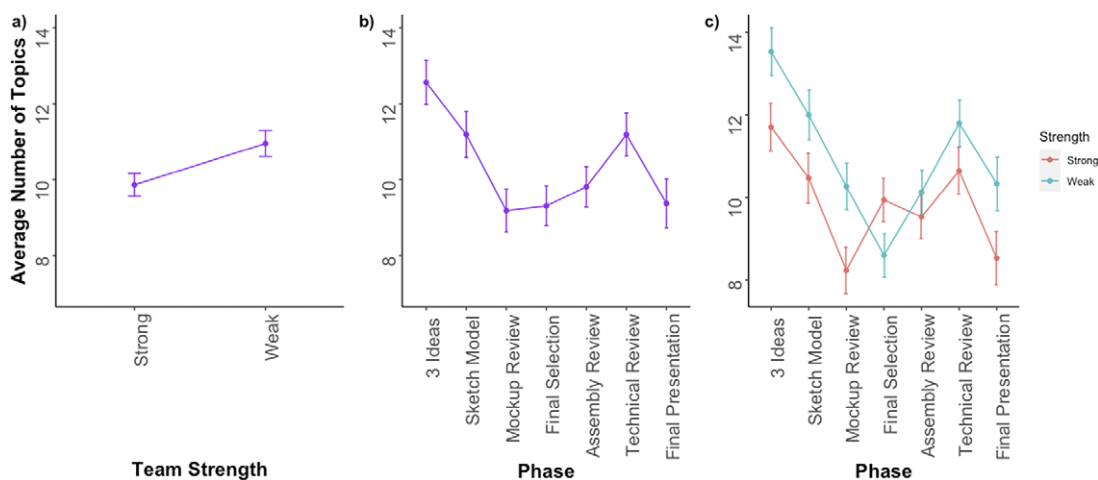 a)
Average Number of Topics
14
12
10
8
Strong
Weak
Team Strength
b)
14
12
10
8
3 Ideas
Sketch Model
Mockup Review
Final Selection
Assembly Review
Technical Review
Final Presentation
Phase
c)
14
12
10
8
3 Ideas
Sketch Model
Mockup Review
Final Selection
Assembly Review
Technical Review
Final Presentation
Phase
Strength
Strong
Weak